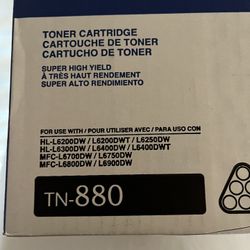 TONER CARTRIDGE
CARTOUCHE DE TONER
CARTUCHO DE TONER
SUPER HIGH YIELD
À TRÈS HAUT RENDEMENT
SUPER ALTO RENDIMIENTO
FOR USE WITH / POUR UTILISER AVEC / PARA USO CON
HL-L6200DW / L6200DWT / L6250DW
HL-L6300DW / L6400DW / L6400DWT
MFC-L6700DW / L6750DW
MFC-L6800DW / L6900DW
TN-880